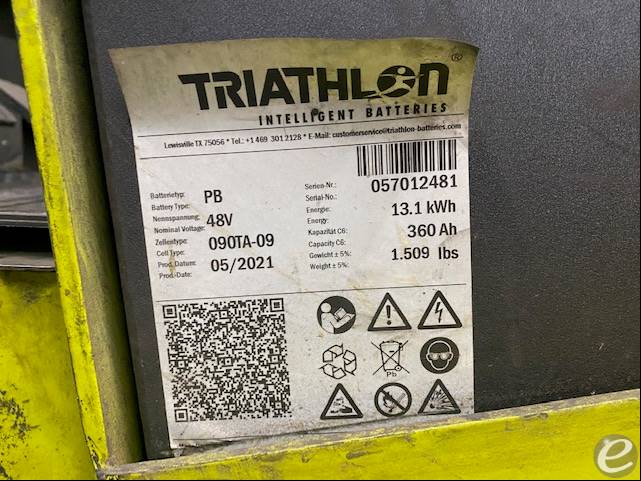 TRIATHLON®
INTELLIGENT BATTERIES
Lewisville TX 75056 * Tel.: +1 469 301 2128 * E-Mail: customerservice@triathlon-batteries.com
Batterietyp: PB
Battery Type:
Nennspannung: 48V
Nominal Voltage:
Zellentype: 090TA-09
Cell Type:
Prod. Datum: 05/2021
Prod.-Date:
Serien-Nr.: 057012481
Serial-No.:
Energie: 13.1 kWh
Energy:
Kapazität C6: 360 Ah
Capacity C6:
Gewicht ± 5%: 1.509 lbs
Weight ± 5%:
Pb
e